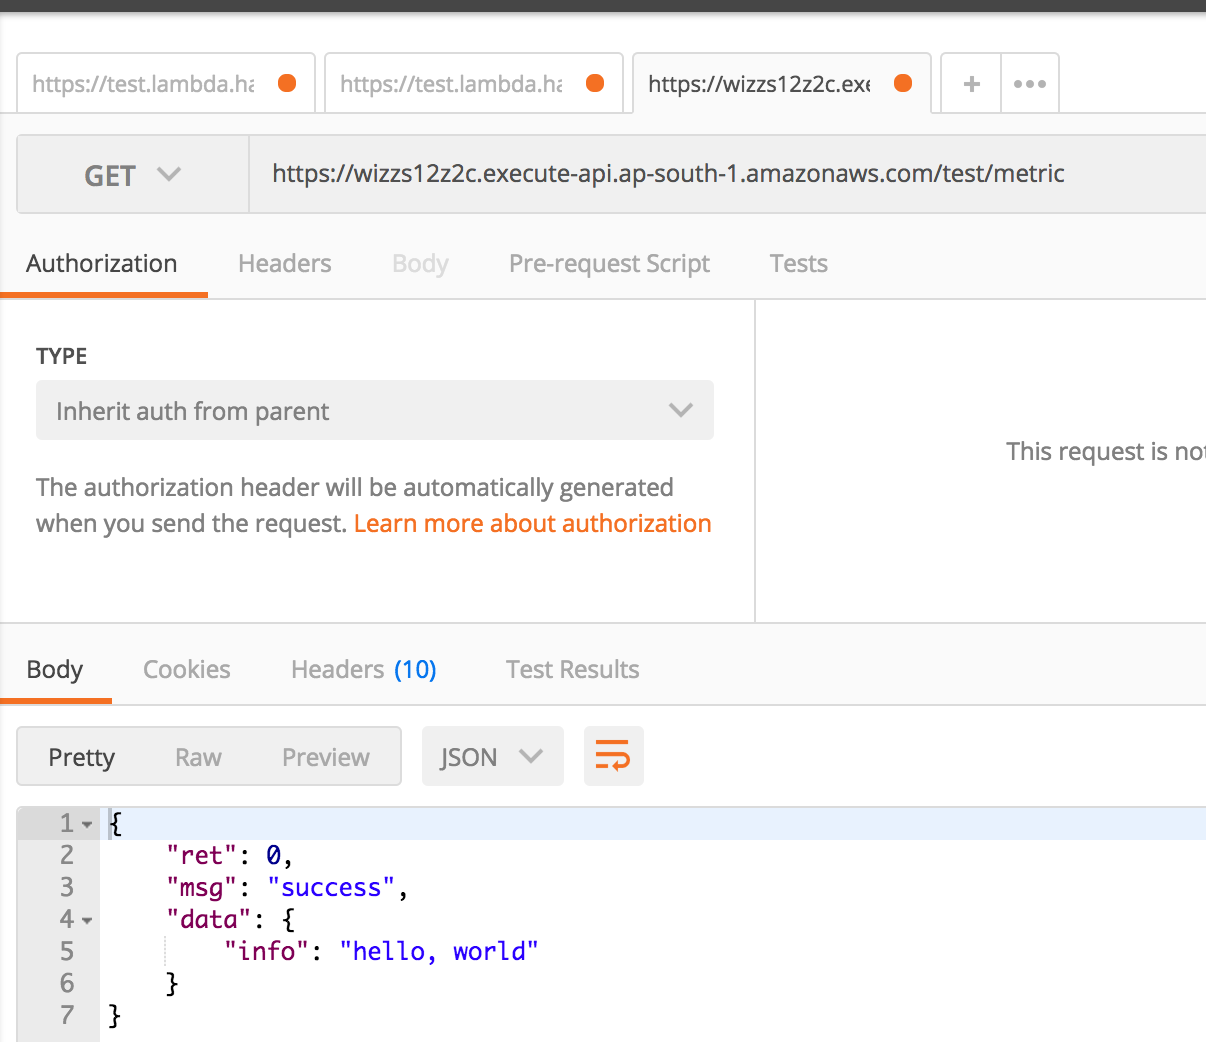 https://test.lambda.ha https://test.lambda.ha https://wizzs12z2c.exe
GET https://wizzs12z2c.execute-api.ap-south-1.amazonaws.com/test/metric
Authorization Headers Body Pre-request Script Tests
TYPE
Inherit auth from parent
This request is not
The authorization header will be automatically generated
when you send the request. Learn more about authorization
Body Cookies Headers (10) Test Results
Pretty Raw Preview JSON
1 {
2 "ret": 0,
3 "msg": "success",
4 "data": {
5 "info": "hello, world"
6 }
7 }